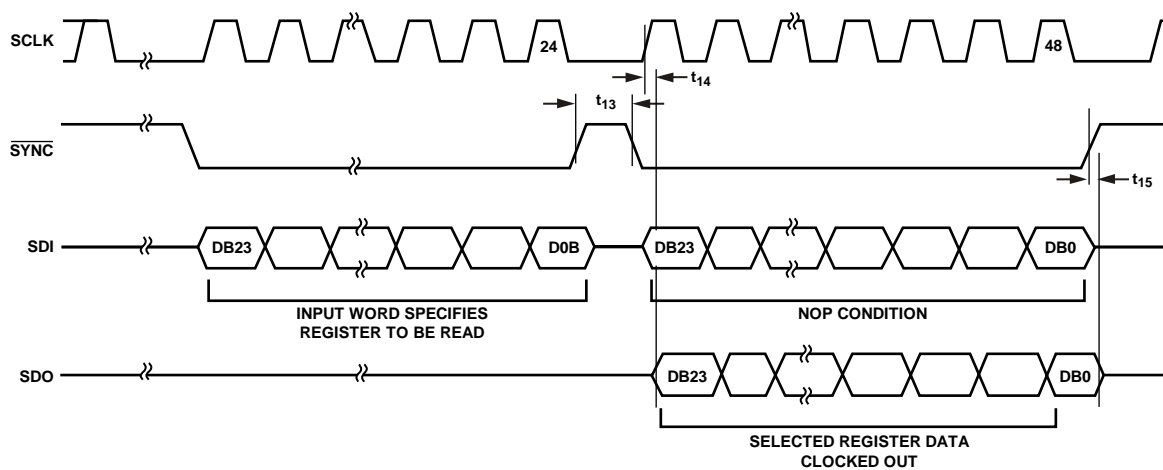 SCLK
24
48
t14
t13
SYNC
t15
SDI
DB23
D0B
DB23
DB0
INPUT WORD SPECIFIES
REGISTER TO BE READ
NOP CONDITION
SDO
DB23
DB0
SELECTED REGISTER DATA
CLOCKED OUT